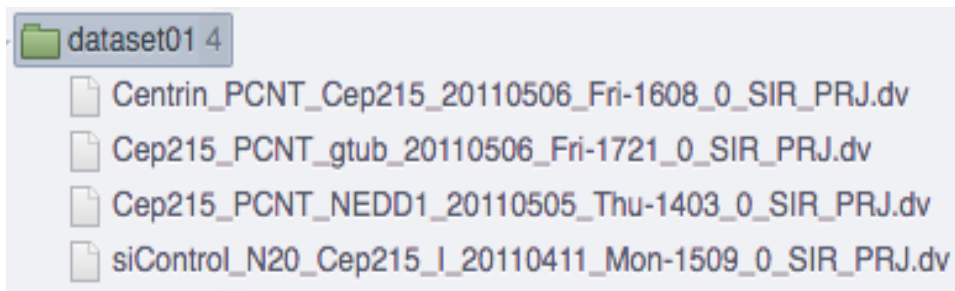 dataset01 4
Centrin_PCNT_Cep215_20110506_Fri-1608_0_SIR_PRJ.dv
Cep215_PCNT_gtub_20110506_Fri-1721_0_SIR_PRJ.dv
Cep215_PCNT_NEDD1_20110505_Thu-1403_0_SIR_PRJ.dv
siControl_N20_Cep215_I_20110411_Mon-1509_0_SIR_PRJ.dv